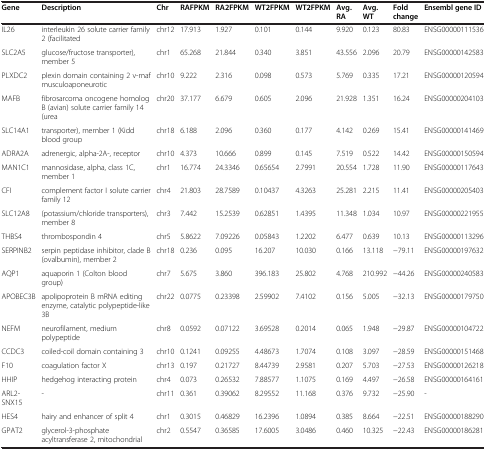 Gene Description Chr RAFPKM RA2FPKM WT2FPKM WT2FPKM Avg. RA Avg. WT Fold change Ensembl gene ID
IL26 interleukin 26 solute carrier family chr12 17.913 1.927 0.101 0.144 9.920 0.123 80.83 ENSG00000111536
2 (facilitated
SLC2A5 glucose/fructose transporter), chr1 65.268 21.844 0.340 3.851 43.556 2.096 20.79 ENSG00000142583
member 5
PLXDC2 plexin domain containing 2 v-maf chr10 9.222 2.316 0.098 0.573 5.769 0.335 17.21 ENSG00000120594
musculoaponeurotic
MAFB fibrosarcoma oncogene homolog chr20 37.177 6.679 0.605 2.096 21.928 1.351 16.24 ENSG00000204103
B (avian) solute carrier family 14
(urea
SLC14A1 transporter), member 1 (Kidd chr18 6.188 2.096 0.360 0.177 4.142 0.269 15.41 ENSG00000141469
blood group
ADRA2A adrenergic, alpha-2A-, receptor chr10 4.373 10.666 0.899 0.145 7.519 0.522 14.42 ENSG00000150594
MAN1C1 mannosidase, alpha, class 1C, chr1 16.774 24.3346 0.65654 2.7991 20.554 1.728 11.90 ENSG00000117643
member 1
CFI complement factor I solute carrier chr4 21.803 28.7589 0.10437 4.3263 25.281 2.215 11.41 ENSG00000205403
family 12
SLC12A8 (potassium/chloride transporters), chr3 7.442 15.2539 0.62851 1.4395 11.348 1.034 10.97 ENSG00000221955
member 8
THBS4 thrombospondin 4 chr5 5.8622 7.09226 0.05843 1.2202 6.477 0.639 10.13 ENSG00000113296
SERPINB2 serpin peptidase inhibitor, clade B chr18 0.236 0.095 16.207 10.030 0.166 13.118 −79.11 ENSG00000197632
(ovalbumin), member 2
AQP1 aquaporin 1 (Colton blood chr7 5.675 3.860 396.183 25.802 4.768 210.992 −44.26 ENSG00000240583
group)
APOBEC3B apolipoprotein B mRNA editing chr22 0.0775 0.23398 2.59902 7.4102 0.156 5.005 −32.13 ENSG00000179750
enzyme, catalytic polypeptide-like
3B
NEFM neurofilament, medium chr8 0.0592 0.07122 3.69528 0.2014 0.065 1.948 −29.87 ENSG00000104722
polypeptide
CCDC3 coiled-coil domain containing 3 chr10 0.1241 0.09255 4.48673 1.7074 0.108 3.097 −28.59 ENSG00000151468
F10 coagulation factor X chr13 0.197 0.21727 8.44739 2.9581 0.207 5.703 −27.53 ENSG00000126218
HHIP hedgehog interacting protein chr4 0.073 0.26532 7.88577 1.1075 0.169 4.497 −26.58 ENSG00000164161
ARL2- - chr11 0.361 0.39062 8.29552 11.168 0.376 9.732 −25.90 -
SNX15
HES4 hairy and enhancer of split 4 chr1 0.3015 0.46829 16.2396 1.0894 0.385 8.664 −22.51 ENSG00000188290
GPAT2 glycerol-3-phosphate chr2 0.5547 0.36585 17.6005 3.0486 0.460 10.325 −22.43 ENSG00000186281
acyltransferase 2, mitochondrial